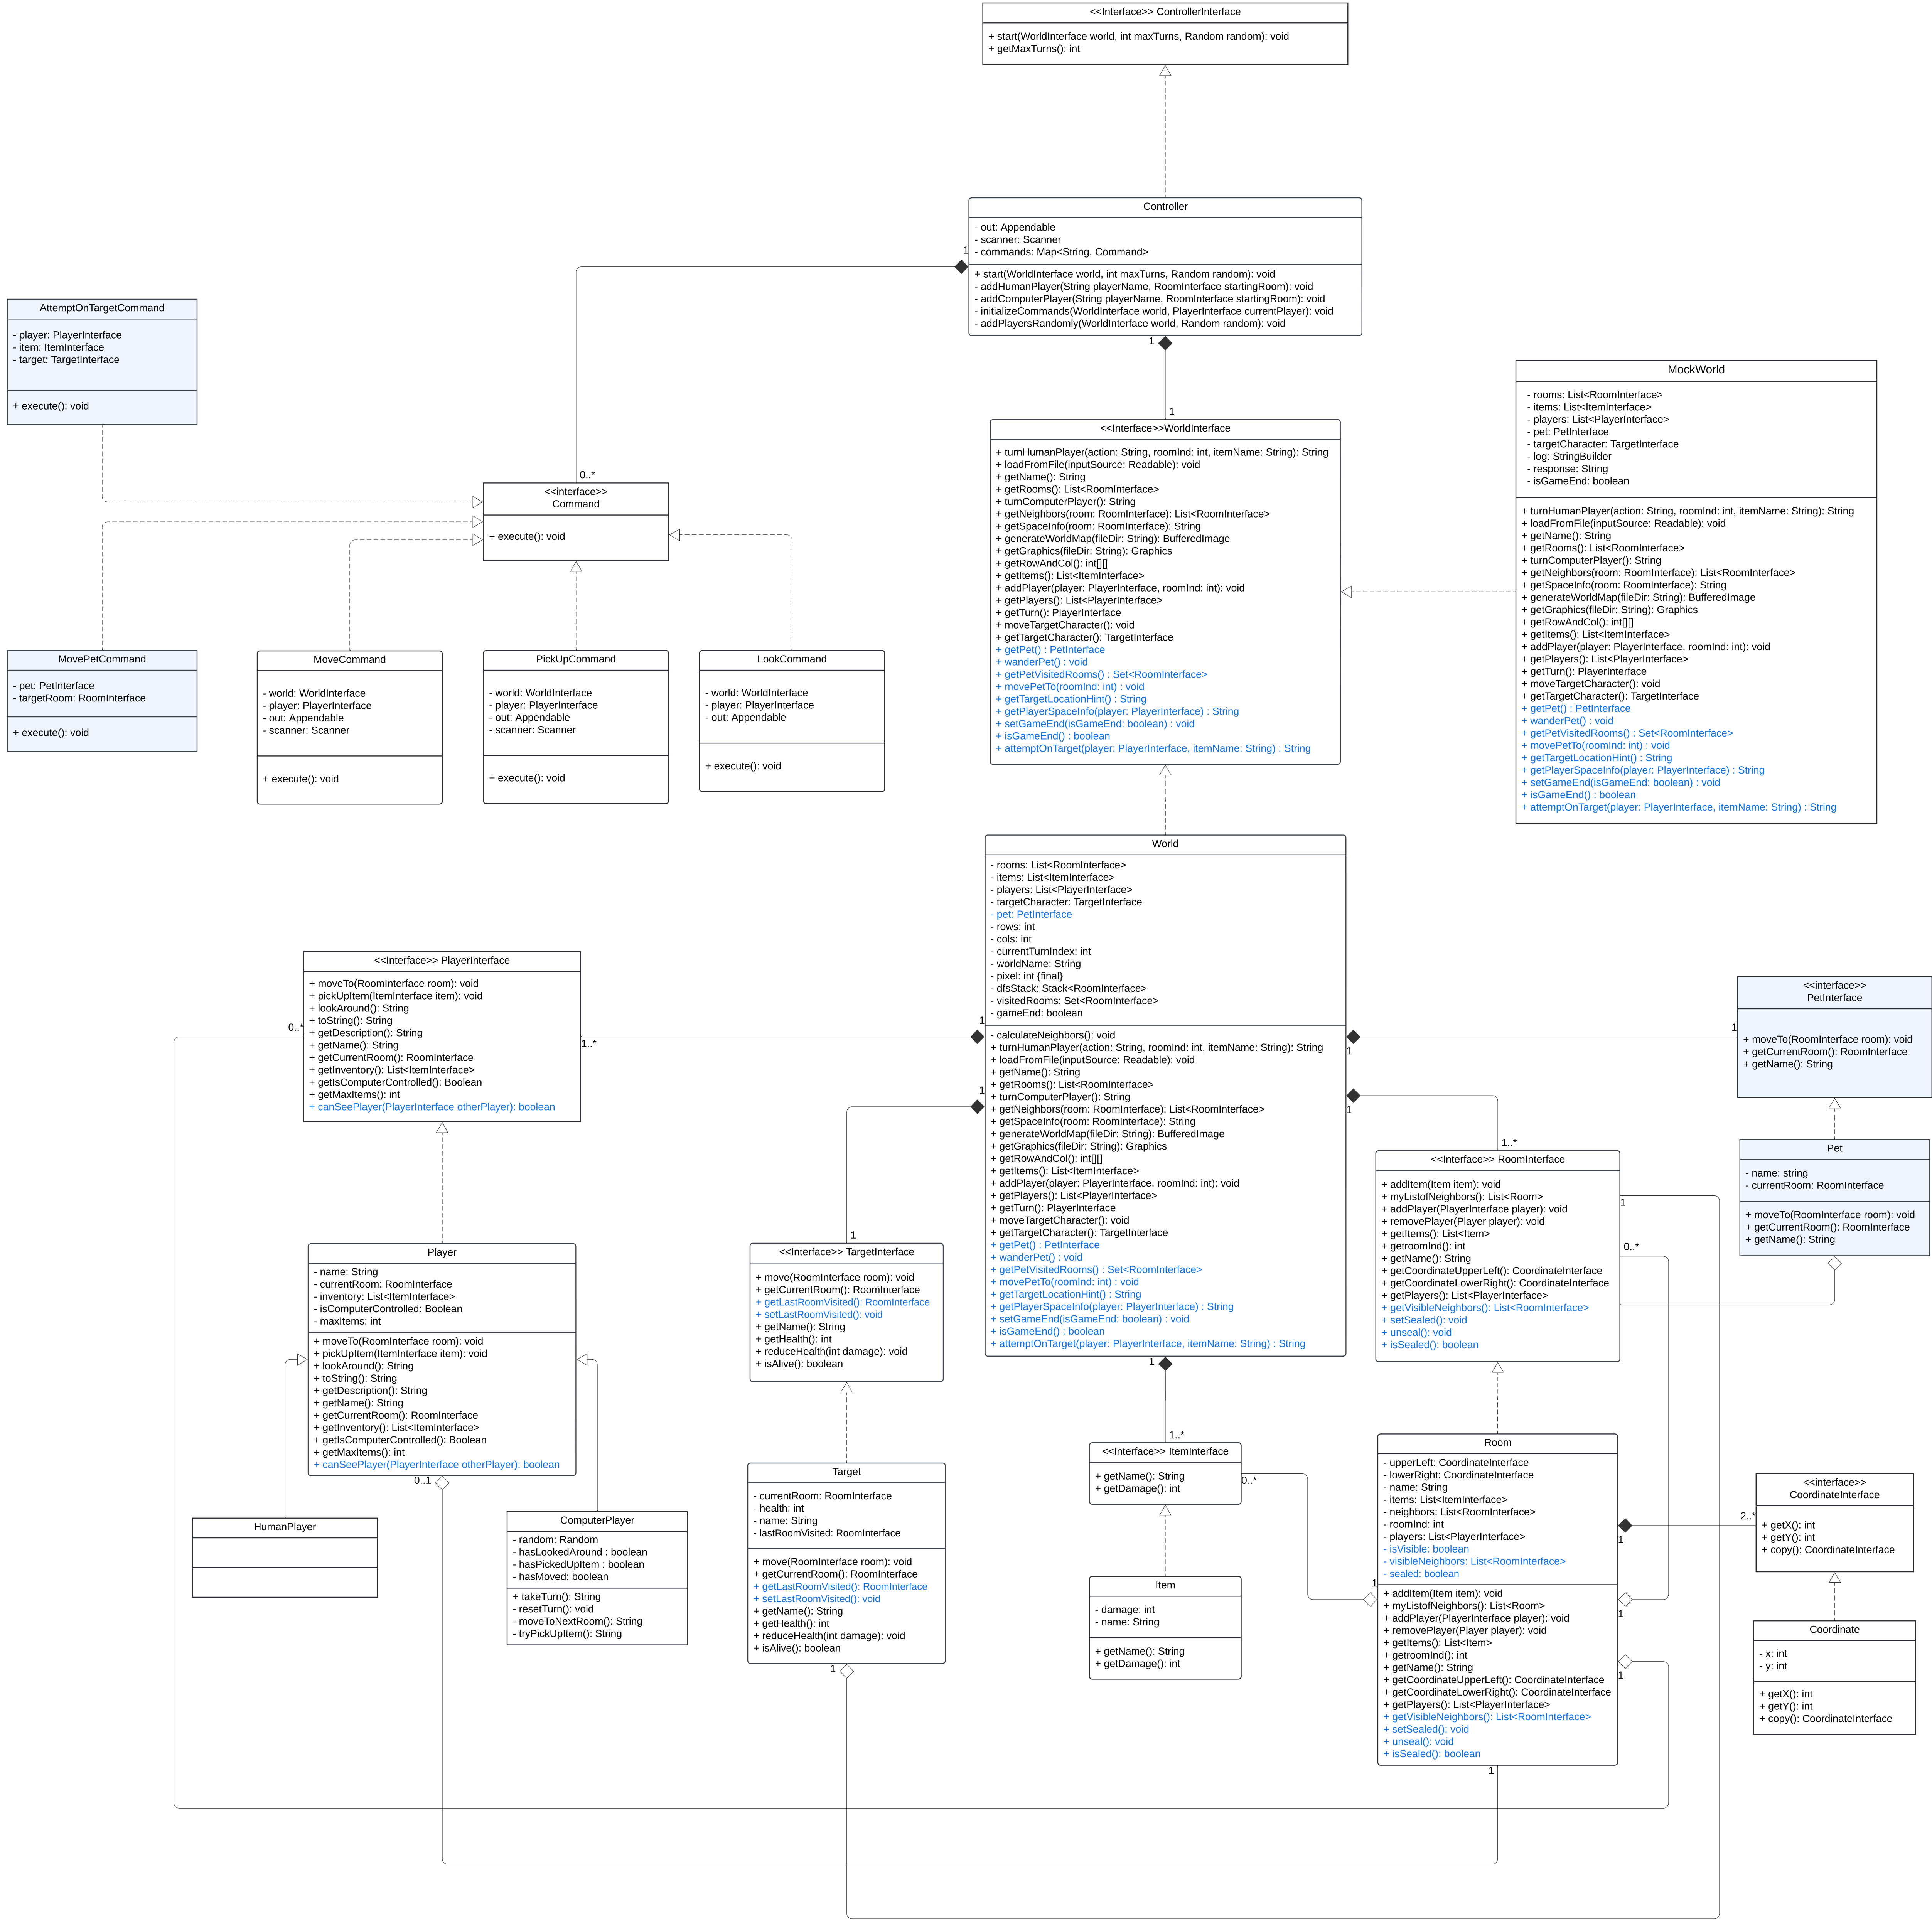 <<Interface>> ControllerInterface
+ start(WorldInterface world, int maxTurns, Random random): void
+ getMaxTurns(): int
Controller
- out: Appendable
- scanner: Scanner
- commands: Map<String, Command>
+ start(WorldInterface world, int maxTurns, Random random): void
- addHumanPlayer(String playerName, RoomInterface startingRoom): void
- addComputerPlayer(String playerName, RoomInterface startingRoom): void
- initializeCommands(WorldInterface world, PlayerInterface currentPlayer): void
- addPlayersRandomly(WorldInterface world, Random random): void
1
1
1
0..*
AttemptOnTargetCommand
- player: PlayerInterface
- item: ItemInterface
- target: TargetInterface
+ execute(): void
<<interface>>
Command
+ execute(): void
MovePetCommand
- pet: PetInterface
- targetRoom: RoomInterface
+ execute(): void
MoveCommand
- world: WorldInterface
- player: PlayerInterface
- out: Appendable
- scanner: Scanner
+ execute(): void
PickUpCommand
- world: WorldInterface
- player: PlayerInterface
- out: Appendable
- scanner: Scanner
+ execute(): void
LookCommand
- world: WorldInterface
- player: PlayerInterface
- out: Appendable
+ execute(): void
<<Interface>>WorldInterface
+ turnHumanPlayer(action: String, roomInd: int, itemName: String): String
+ loadFromFile(inputSource: Readable): void
+ getName(): String
+ getRooms(): List<RoomInterface>
+ turnComputerPlayer(): String
+ getNeighbors(room: RoomInterface): List<RoomInterface>
+ getSpaceInfo(room: RoomInterface): String
+ generateWorldMap(fileDir: String): BufferedImage
+ getGraphics(fileDir: String): Graphics
+ getRowAndCol(): int[][]
+ getItems(): List<ItemInterface>
+ addPlayer(player: PlayerInterface, roomInd: int): void
+ getPlayers(): List<PlayerInterface>
+ getTurn(): PlayerInterface
+ moveTargetCharacter(): void
+ getTargetCharacter(): TargetInterface
+ getPet() : PetInterface
+ wanderPet() : void
+ getPetVisitedRooms() : Set<RoomInterface>
+ movePetTo(roomInd: int) : void
+ getTargetLocationHint() : String
+ getPlayerSpaceInfo(player: PlayerInterface) : String
+ setGameEnd(isGameEnd: boolean) : void
+ isGameEnd() : boolean
+ attemptOnTarget(player: PlayerInterface, itemName: String) : String
MockWorld
- rooms: List<RoomInterface>
- items: List<ItemInterface>
- players: List<PlayerInterface>
- pet: PetInterface
- targetCharacter: TargetInterface
- log: StringBuilder
- response: String
- isGameEnd: boolean
+ turnHumanPlayer(action: String, roomInd: int, itemName: String): String
+ loadFromFile(inputSource: Readable): void
+ getName(): String
+ getRooms(): List<RoomInterface>
+ turnComputerPlayer(): String
+ getNeighbors(room: RoomInterface): List<RoomInterface>
+ getSpaceInfo(room: RoomInterface): String
+ generateWorldMap(fileDir: String): BufferedImage
+ getGraphics(fileDir: String): Graphics
+ getRowAndCol(): int[][]
+ getItems(): List<ItemInterface>
+ addPlayer(player: PlayerInterface, roomInd: int): void
+ getPlayers(): List<PlayerInterface>
+ getTurn(): PlayerInterface
+ moveTargetCharacter(): void
+ getTargetCharacter(): TargetInterface
+ getPet() : PetInterface
+ wanderPet() : void
+ getPetVisitedRooms() : Set<RoomInterface>
+ movePetTo(roomInd: int) : void
+ getTargetLocationHint() : String
+ getPlayerSpaceInfo(player: PlayerInterface) : String
+ setGameEnd(isGameEnd: boolean) : void
+ isGameEnd() : boolean
+ attemptOnTarget(player: PlayerInterface, itemName: String) : String
World
- rooms: List<RoomInterface>
- items: List<ItemInterface>
- players: List<PlayerInterface>
- targetCharacter: TargetInterface
- pet: PetInterface
- rows: int
- cols: int
- currentTurnIndex: int
- worldName: String
- pixel: int {final}
- dfsStack: Stack<RoomInterface>
- visitedRooms: Set<RoomInterface>
- gameEnd: boolean
- calculateNeighbors(): void
+ turnHumanPlayer(action: String, roomInd: int, itemName: String): String
+ loadFromFile(inputSource: Readable): void
+ getName(): String
+ getRooms(): List<RoomInterface>
+ turnComputerPlayer(): String
+ getNeighbors(room: RoomInterface): List<RoomInterface>
+ getSpaceInfo(room: RoomInterface): String
+ generateWorldMap(fileDir: String): BufferedImage
+ getGraphics(fileDir: String): Graphics
+ getRowAndCol(): int[][]
+ getItems(): List<ItemInterface>
+ addPlayer(player: PlayerInterface, roomInd: int): void
+ getPlayers(): List<PlayerInterface>
+ getTurn(): PlayerInterface
+ moveTargetCharacter(): void
+ getTargetCharacter(): TargetInterface
+ getPet() : PetInterface
+ wanderPet() : void
+ getPetVisitedRooms() : Set<RoomInterface>
+ movePetTo(roomInd: int) : void
+ getTargetLocationHint() : String
+ getPlayerSpaceInfo(player: PlayerInterface) : String
+ setGameEnd(isGameEnd: boolean) : void
+ isGameEnd() : boolean
+ attemptOnTarget(player: PlayerInterface, itemName: String) : String
1
1
1
1
1
<<Interface>> PlayerInterface
+ moveTo(RoomInterface room): void
+ pickUpItem(ItemInterface item): void
+ lookAround(): String
+ toString(): String
+ getDescription(): String
+ getName(): String
+ getCurrentRoom(): RoomInterface
+ getInventory(): List<ItemInterface>
+ getIsComputerControlled(): Boolean
+ getMaxItems(): int
+ canSeePlayer(PlayerInterface otherPlayer): boolean
0..*
1..*
Player
- name: String
- currentRoom: RoomInterface
- inventory: List<ItemInterface>
- isComputerControlled: Boolean
- maxItems: int
+ moveTo(RoomInterface room): void
+ pickUpItem(ItemInterface item): void
+ lookAround(): String
+ toString(): String
+ getDescription(): String
+ getName(): String
+ getCurrentRoom(): RoomInterface
+ getInventory(): List<ItemInterface>
+ getIsComputerControlled(): Boolean
+ getMaxItems(): int
+ canSeePlayer(PlayerInterface otherPlayer): boolean
0..1
HumanPlayer
ComputerPlayer
- random: Random
- hasLookedAround : boolean
- hasPickedUpItem : boolean
- hasMoved: boolean
+ takeTurn(): String
- resetTurn(): void
- moveToNextRoom(): String
- tryPickUpItem(): String
1
<<Interface>> TargetInterface
+ move(RoomInterface room): void
+ getCurrentRoom(): RoomInterface
+ getLastRoomVisited(): RoomInterface
+ setLastRoomVisited(): void
+ getName(): String
+ getHealth(): int
+ reduceHealth(int damage): void
+ isAlive(): boolean
Target
- currentRoom: RoomInterface
- health: int
- name: String
- lastRoomVisited: RoomInterface
+ move(RoomInterface room): void
+ getCurrentRoom(): RoomInterface
+ getLastRoomVisited(): RoomInterface
+ setLastRoomVisited(): void
+ getName(): String
+ getHealth(): int
+ reduceHealth(int damage): void
+ isAlive(): boolean
1
1..*
<<Interface>> ItemInterface
+ getName(): String
+ getDamage(): int
0..*
Item
- damage: int
- name: String
+ getName(): String
+ getDamage(): int
1..*
<<Interface>> RoomInterface
+ addItem(Item item): void
+ myListofNeighbors(): List<Room>
+ addPlayer(PlayerInterface player): void
+ removePlayer(Player player): void
+ getItems(): List<Item>
+ getroomInd(): int
+ getName(): String
+ getCoordinateUpperLeft(): CoordinateInterface
+ getCoordinateLowerRight(): CoordinateInterface
+ getPlayers(): List<PlayerInterface>
+ getVisibleNeighbors(): List<RoomInterface>
+ setSealed(): void
+ unseal(): void
+ isSealed(): boolean
1
0..*
Room
- upperLeft: CoordinateInterface
- lowerRight: CoordinateInterface
- name: String
- items: List<ItemInterface>
- neighbors: List<RoomInterface>
- roomInd: int
- players: List<PlayerInterface>
- isVisible: boolean
- visibleNeighbors: List<RoomInterface>
- sealed: boolean
+ addItem(Item item): void
+ myListofNeighbors(): List<Room>
+ addPlayer(PlayerInterface player): void
+ removePlayer(Player player): void
+ getItems(): List<Item>
+ getroomInd(): int
+ getName(): String
+ getCoordinateUpperLeft(): CoordinateInterface
+ getCoordinateLowerRight(): CoordinateInterface
+ getPlayers(): List<PlayerInterface>
+ getVisibleNeighbors(): List<RoomInterface>
+ setSealed(): void
+ unseal(): void
+ isSealed(): boolean
1
1
1
1
1
1
<<interface>>
PetInterface
+ moveTo(RoomInterface room): void
+ getCurrentRoom(): RoomInterface
+ getName(): String
Pet
- name: string
- currentRoom: RoomInterface
+ moveTo(RoomInterface room): void
+ getCurrentRoom(): RoomInterface
+ getName(): String
2..*
<<interface>>
CoordinateInterface
+ getX(): int
+ getY(): int
+ copy(): CoordinateInterface
Coordinate
- x: int
- y: int
+ getX(): int
+ getY(): int
+ copy(): CoordinateInterface